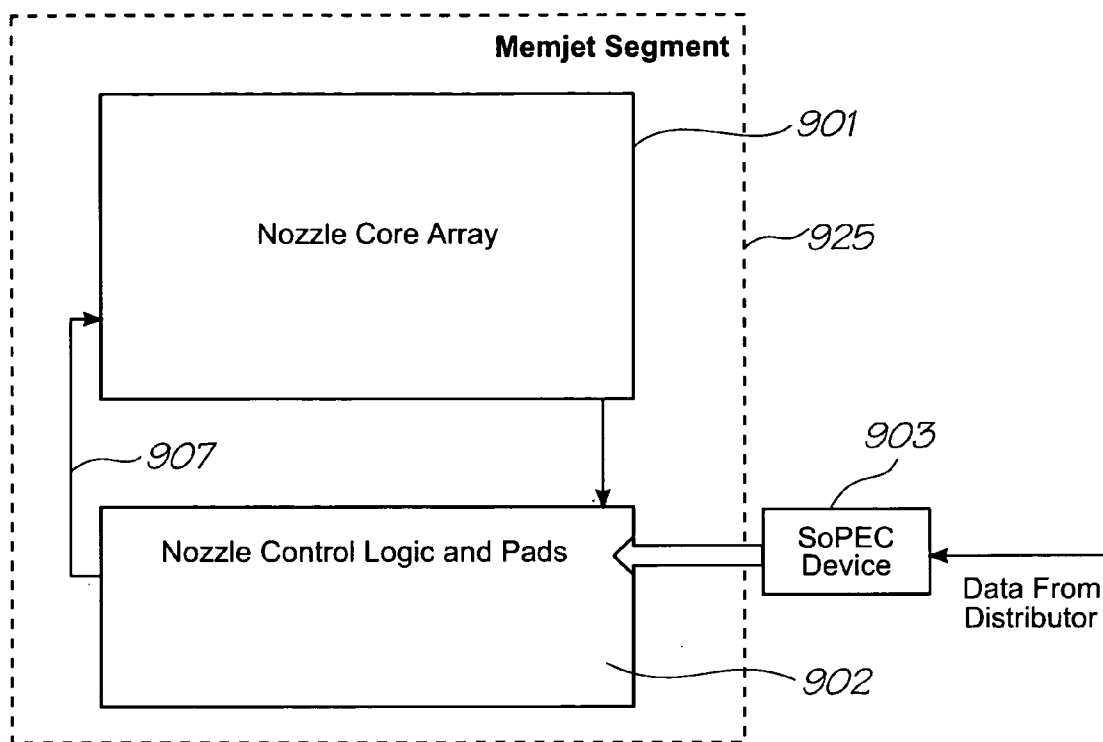 Memjet Segment
901
Nozzle Core Array
925
907
903
Nozzle Control Logic and Pads
SoPEC
Device
Data From
Distributor
902